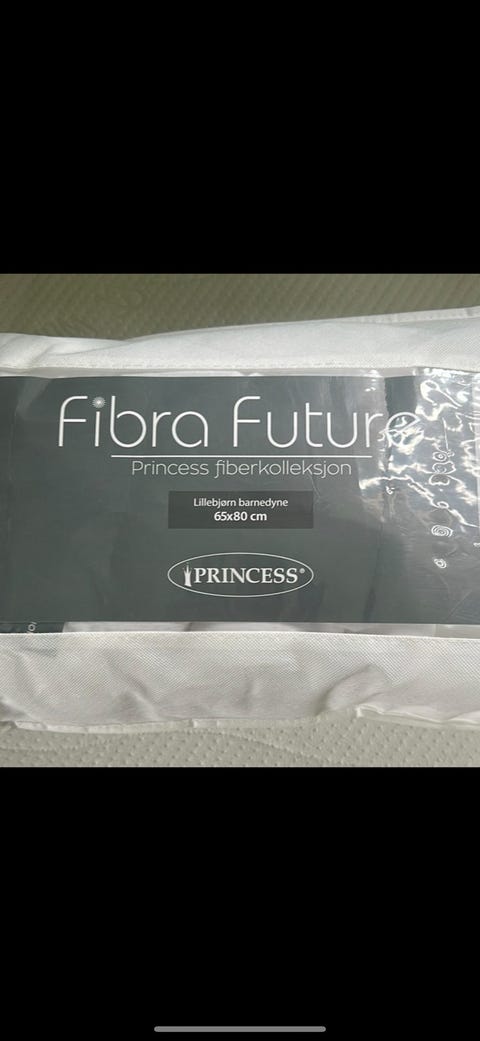 Fibra Future
Princess fiberkolleksjon
Lillebjørn barnedyne
65x80 cm
PRINCESS®